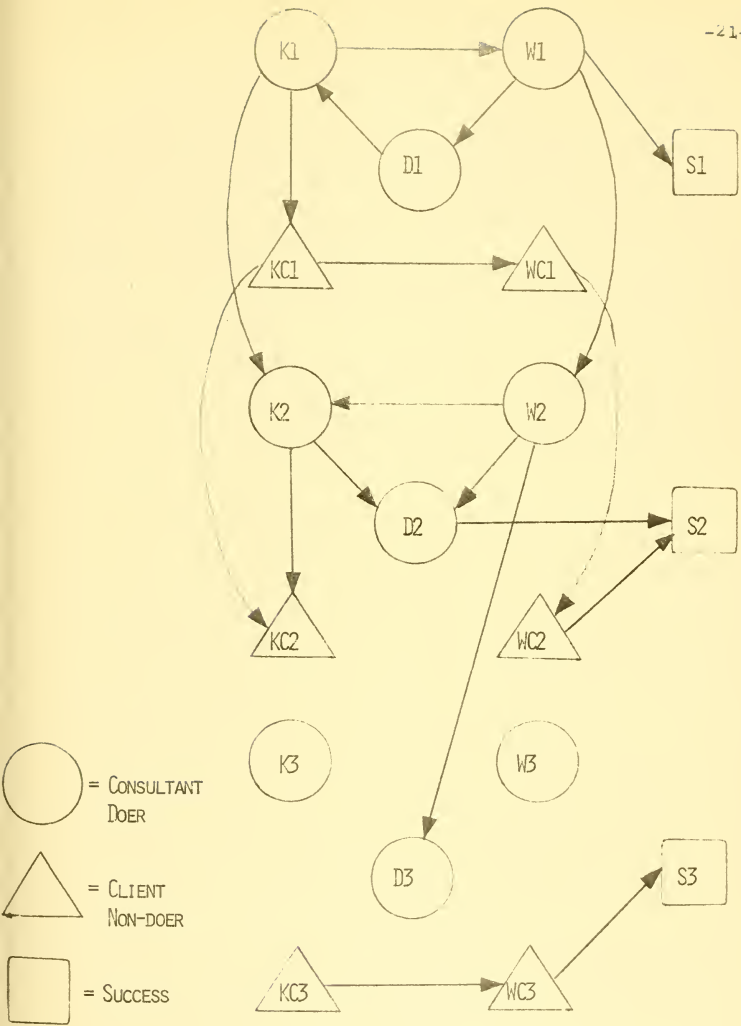 -21-
K1 W1
D1 S1
KC1 WC1
K2 W2
D2 S2
KC2 WC2
K3 W3
= CONSULTANT
DOER
D3 S3
= CLIENT
NON-DOER
= SUCCESS
KC3 WC3